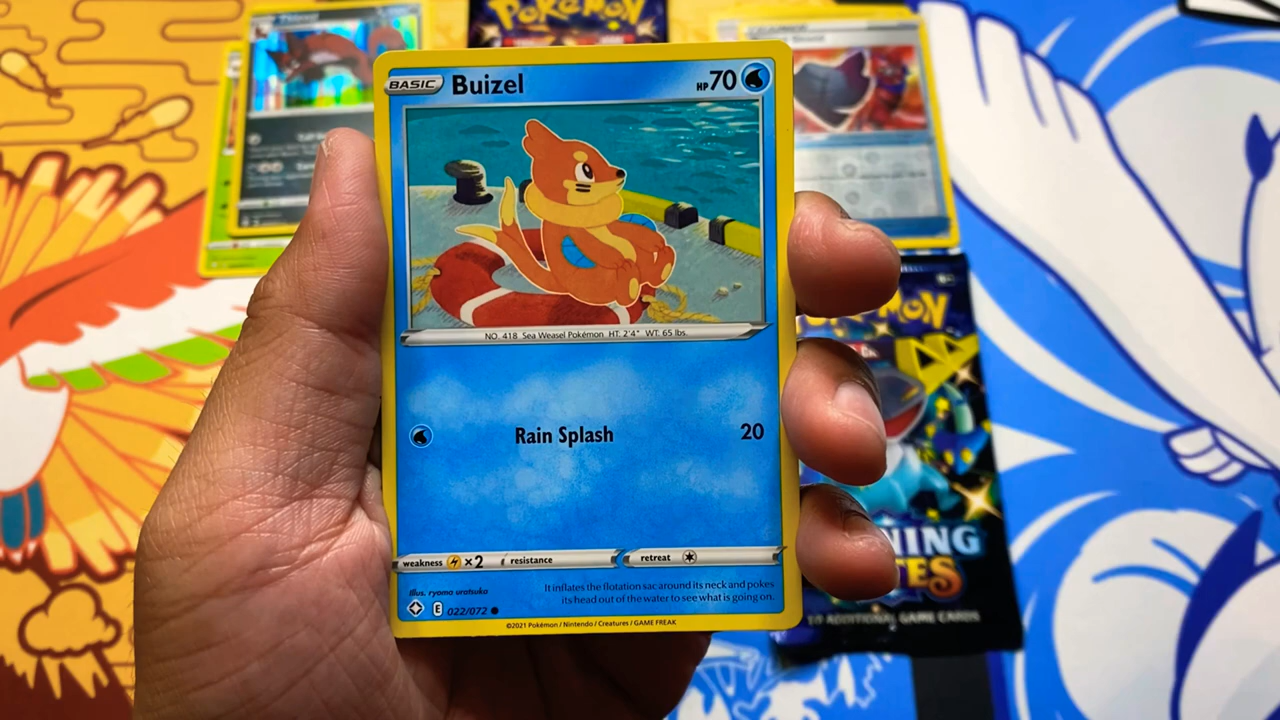 POKÉMON
BASIC Buizel HP 70
NO. 418 Sea Weasel Pokémon HT: 2'4" WT: 65 lbs.
Rain Splash 20
weakness ×2 resistance retreat
Illus. ryoma uratsuka
It inflates the flotation sac around its neck and pokes
its head out of the water to see what is going on.
E 022/072
©2021 Pokémon / Nintendo / Creatures / GAME FREAK
POKÉMON
NING
TES
10 ADDITIONAL GAME CARDS